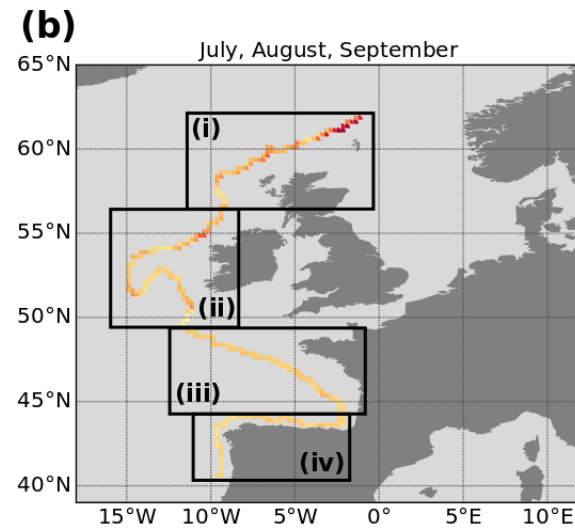 (b)
July, August, September
65°N
(i)
60°N
55°N
(ii)
50°N
(iii)
45°N
(iv)
40°N
15°W 10°W 5°W 0° 5°E 10°E